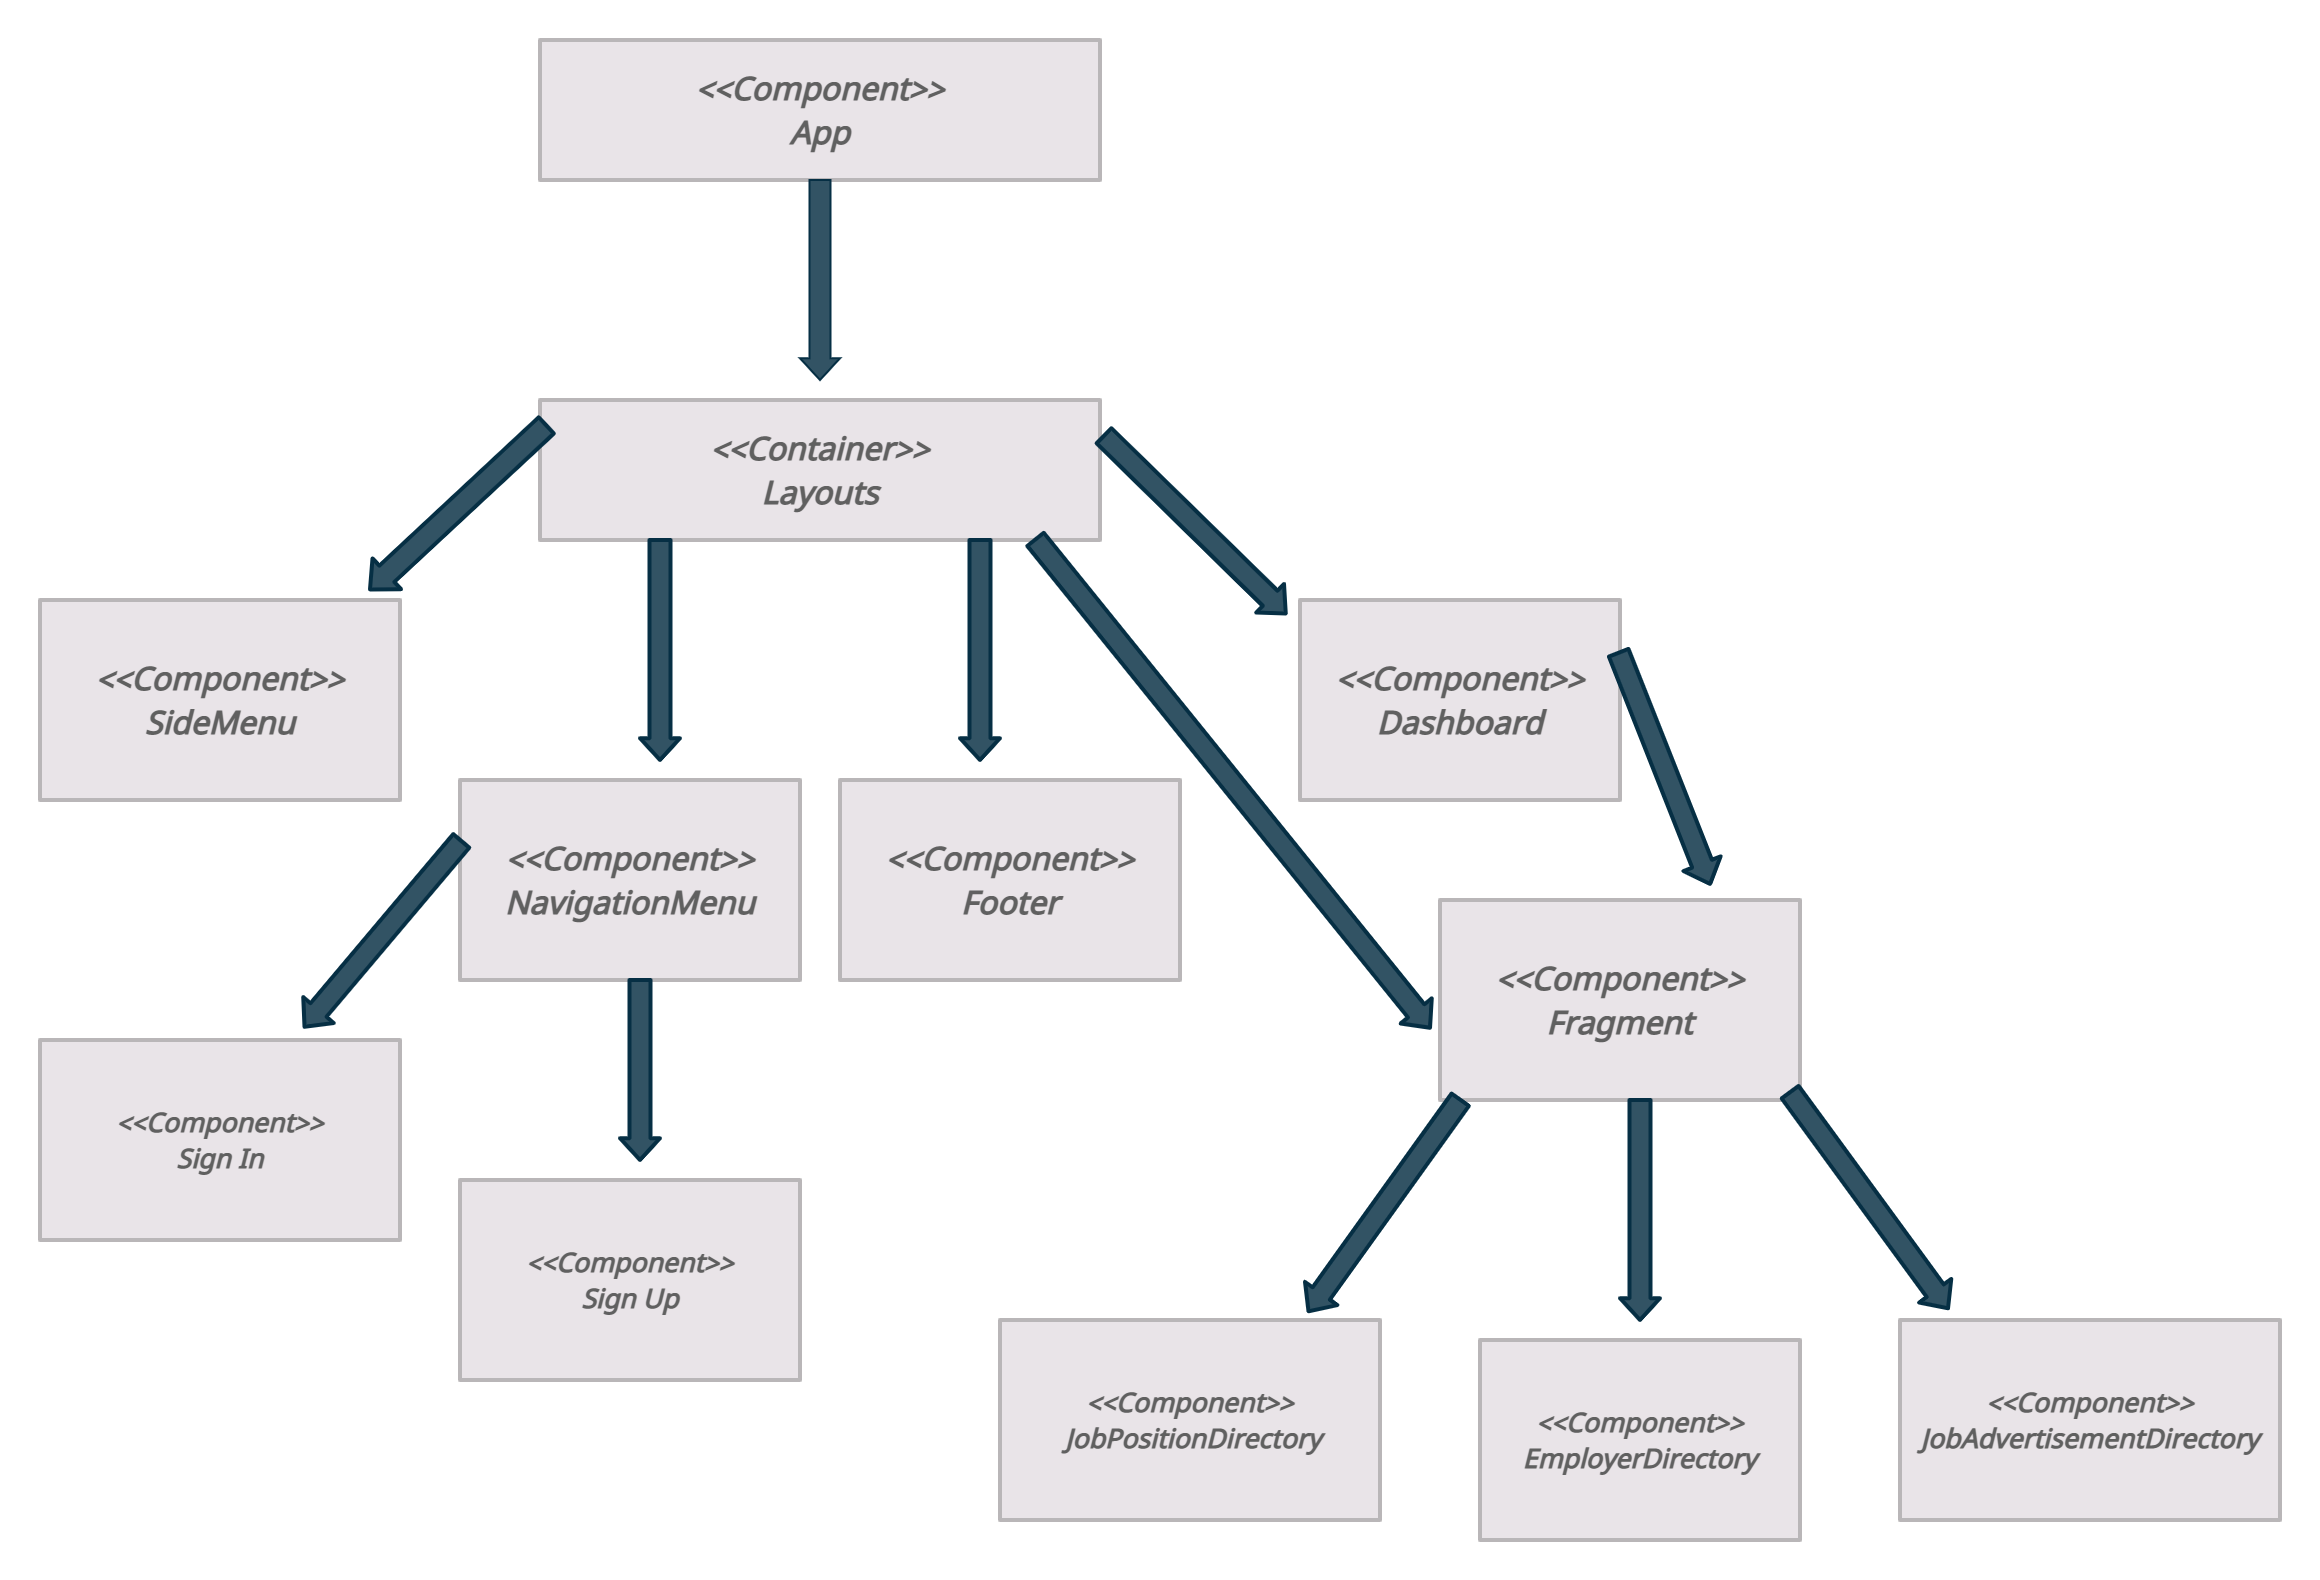 <<Component>>
App
<<Container>>
Layouts
<<Component>>
SideMenu
<<Component>>
Dashboard
<<Component>>
NavigationMenu
<<Component>>
Footer
<<Component>>
Fragment
<<Component>>
Sign In
<<Component>>
Sign Up
<<Component>>
JobPositionDirectory
<<Component>>
EmployerDirectory
<<Component>>
JobAdvertisementDirectory